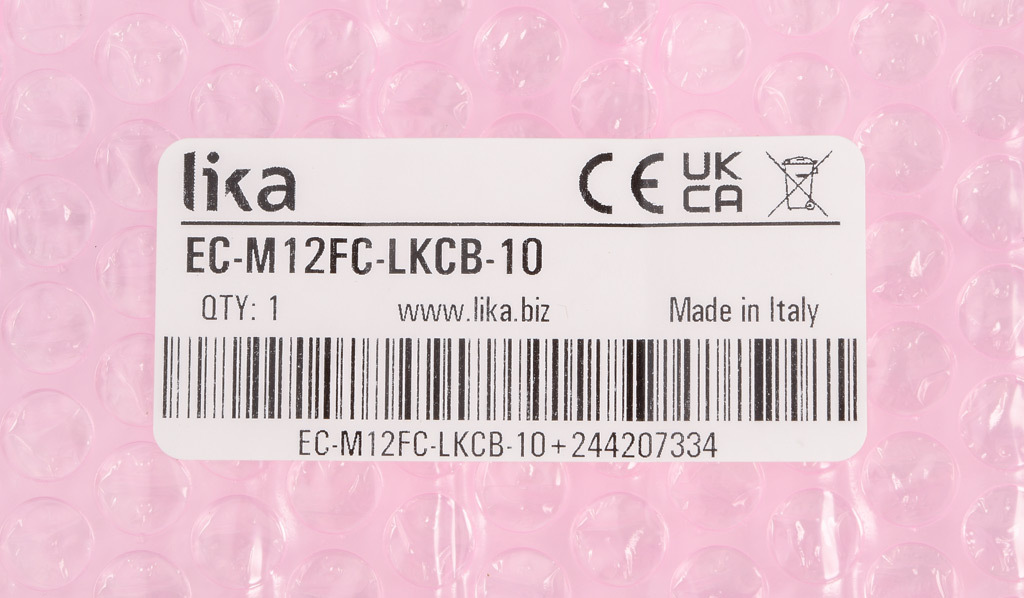 lika CE UK CA
EC-M12FC-LKCB-10
QTY: 1 www.lika.biz Made in Italy
EC-M12FC-LKCB-10+244207334